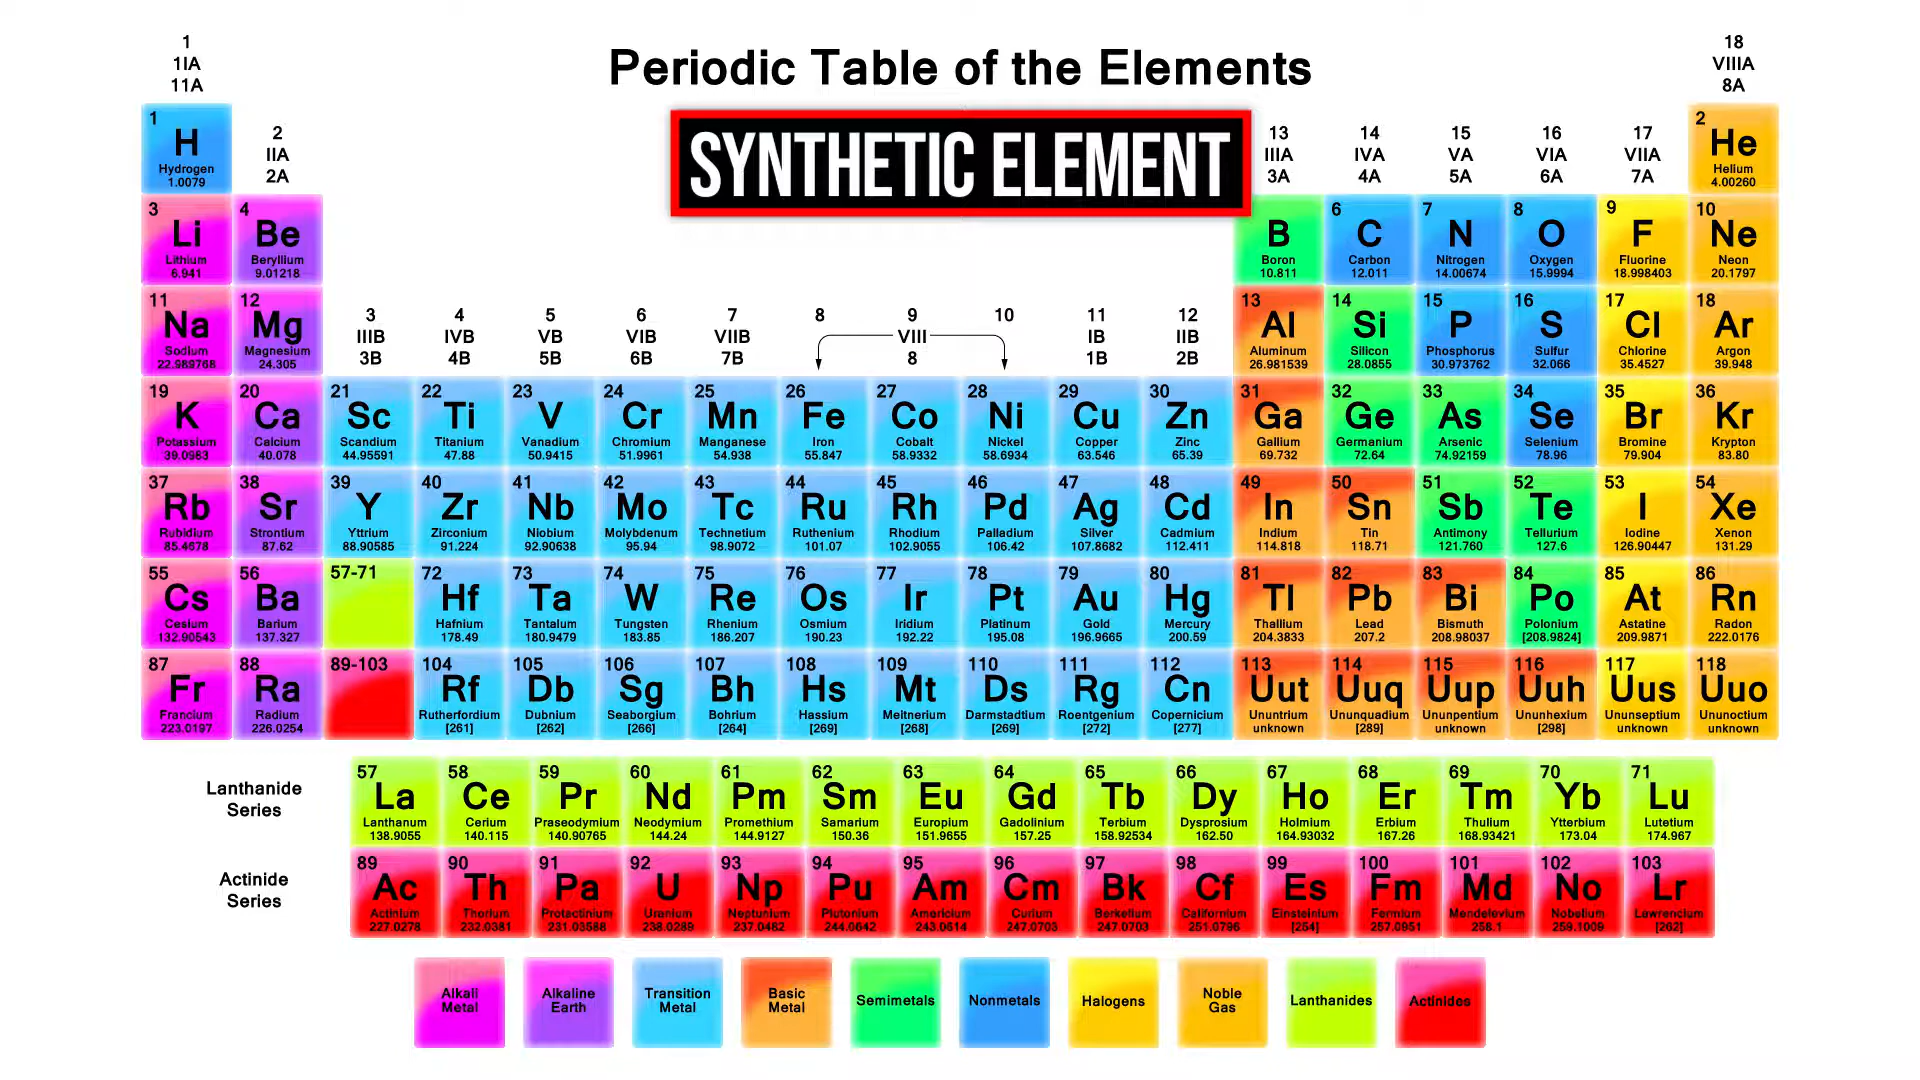 Periodic Table of the Elements
SYNTHETIC ELEMENT
1
1IA
11A
2
IIA
2A
3
IIIB
3B
4
IVB
4B
5
VB
5B
6
VIB
6B
7
VIIB
7B
8
9
VIII
8
10
11
IB
1B
12
IIB
2B
13
IIIA
3A
14
IVA
4A
15
VA
5A
16
VIA
6A
17
VIIA
7A
18
VIIIA
8A
1
H
Hydrogen
1.0079
2
He
Helium
4.00260
3
Li
Lithium
6.941
4
Be
Beryllium
9.01218
B
Boron
10.811
6
C
Carbon
12.011
7
N
Nitrogen
14.00674
8
O
Oxygen
15.9994
9
F
Fluorine
18.998403
10
Ne
Neon
20.1797
11
Na
Sodium
22.989768
12
Mg
Magnesium
24.305
13
Al
Aluminum
26.981539
14
Si
Silicon
28.0855
15
P
Phosphorus
30.973762
16
S
Sulfur
32.066
17
Cl
Chlorine
35.4527
18
Ar
Argon
39.948
19
K
Potassium
39.0983
20
Ca
Calcium
40.078
21
Sc
Scandium
44.95591
22
Ti
Titanium
47.88
23
V
Vanadium
50.9415
24
Cr
Chromium
51.9961
25
Mn
Manganese
54.938
26
Fe
Iron
55.847
27
Co
Cobalt
58.9332
28
Ni
Nickel
58.6934
29
Cu
Copper
63.546
30
Zn
Zinc
65.39
31
Ga
Gallium
69.732
32
Ge
Germanium
72.64
33
As
Arsenic
74.92159
34
Se
Selenium
78.96
35
Br
Bromine
79.904
36
Kr
Krypton
83.80
37
Rb
Rubidium
85.4678
38
Sr
Strontium
87.62
39
Y
Yttrium
88.90585
40
Zr
Zirconium
91.224
41
Nb
Niobium
92.90638
42
Mo
Molybdenum
95.94
43
Tc
Technetium
98.9072
44
Ru
Ruthenium
101.07
45
Rh
Rhodium
102.9055
46
Pd
Palladium
106.42
47
Ag
Silver
107.8682
48
Cd
Cadmium
112.411
49
In
Indium
114.818
50
Sn
Tin
118.71
51
Sb
Antimony
121.760
52
Te
Tellurium
127.6
53
I
Iodine
126.90447
54
Xe
Xenon
131.29
55
Cs
Cesium
132.90543
56
Ba
Barium
137.327
57-71
72
Hf
Hafnium
178.49
73
Ta
Tantalum
180.9479
74
W
Tungsten
183.85
75
Re
Rhenium
186.207
76
Os
Osmium
190.23
77
Ir
Iridium
192.22
78
Pt
Platinum
195.08
79
Au
Gold
196.9665
80
Hg
Mercury
200.59
81
Tl
Thallium
204.3833
82
Pb
Lead
207.2
83
Bi
Bismuth
208.98037
84
Po
Polonium
[208.9824]
85
At
Astatine
209.9871
86
Rn
Radon
222.0176
87
Fr
Francium
223.0197
88
Ra
Radium
226.0254
89-103
104
Rf
Rutherfordium
[261]
105
Db
Dubnium
[262]
106
Sg
Seaborgium
[266]
107
Bh
Bohrium
[264]
108
Hs
Hassium
[269]
109
Mt
Meitnerium
[268]
110
Ds
Darmstadtium
[269]
111
Rg
Roentgenium
[272]
112
Cn
Copernicium
[277]
113
Uut
Ununtrium
unknown
114
Uuq
Ununquadium
[289]
115
Uup
Ununpentium
unknown
116
Uuh
Ununhexium
[298]
117
Uus
Ununseptium
unknown
118
Uuo
Ununoctium
unknown
Lanthanide
Series
57
La
Lanthanum
138.9055
58
Ce
Cerium
140.115
59
Pr
Praseodymium
140.90765
60
Nd
Neodymium
144.24
61
Pm
Promethium
144.9127
62
Sm
Samarium
150.36
63
Eu
Europium
151.9655
64
Gd
Gadolinium
157.25
65
Tb
Terbium
158.92534
66
Dy
Dysprosium
162.50
67
Ho
Holmium
164.93032
68
Er
Erbium
167.26
69
Tm
Thulium
168.93421
70
Yb
Ytterbium
173.04
71
Lu
Lutetium
174.967
Actinide
Series
89
Ac
Actinium
227.0278
90
Th
Thorium
232.0381
91
Pa
Protactinium
231.03588
92
U
Uranium
238.0289
93
Np
Neptunium
237.0482
94
Pu
Plutonium
244.0642
95
Am
Americium
243.0614
96
Cm
Curium
247.0703
97
Bk
Berkelium
247.0703
98
Cf
Californium
251.0796
99
Es
Einsteinium
[254]
100
Fm
Fermium
257.0951
101
Md
Mendelevium
258.1
102
No
Nobelium
259.1009
103
Lr
Lawrencium
[262]
Alkali
Metal
Alkaline
Earth
Transition
Metal
Basic
Metal
Semimetals
Nonmetals
Halogens
Noble
Gas
Lanthanides
Actinides